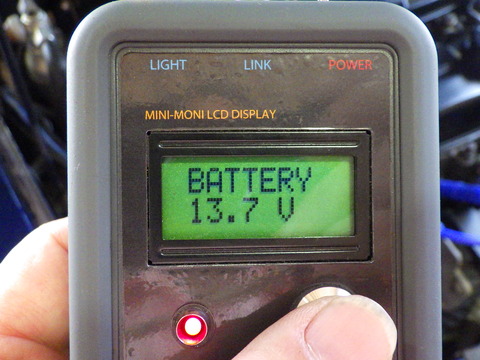 LIGHT LINK POWER
MINI-MONI LCD DISPLAY
BATTERY
13.7 V